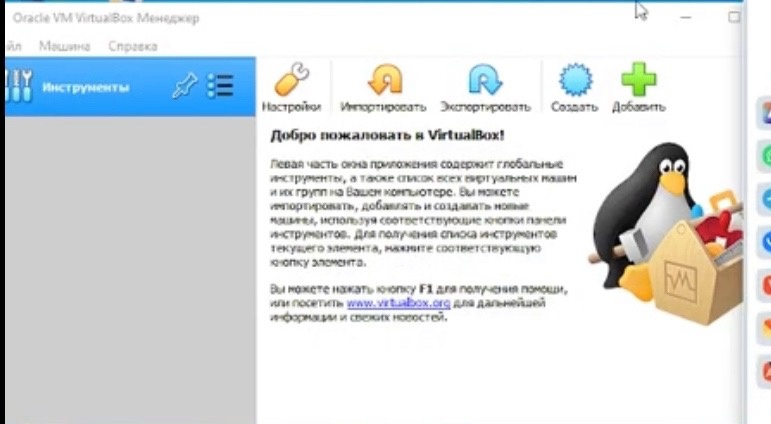 Oracle VM VirtualBox Менеджер
йл Машина Справка
Инструменты
Настройки Импортировать Экспортировать Создать Добавить
Добро пожаловать в VirtualBox!
Левая часть окна приложения содержит глобальные
инструменты, а также список всех виртуальных машин
и их групп на Вашем компьютере. Вы можете
импортировать, добавлять и создавать новые
машины, используя соответствующие кнопки панели
инструментов. Для получения списка инструментов
текущего элемента, нажмите соответствующую
кнопку элемента.
Вы можете нажать кнопку F1 для получения помощи,
или посетить www.virtualbox.org для дальнейшей
информации и свежих новостей.